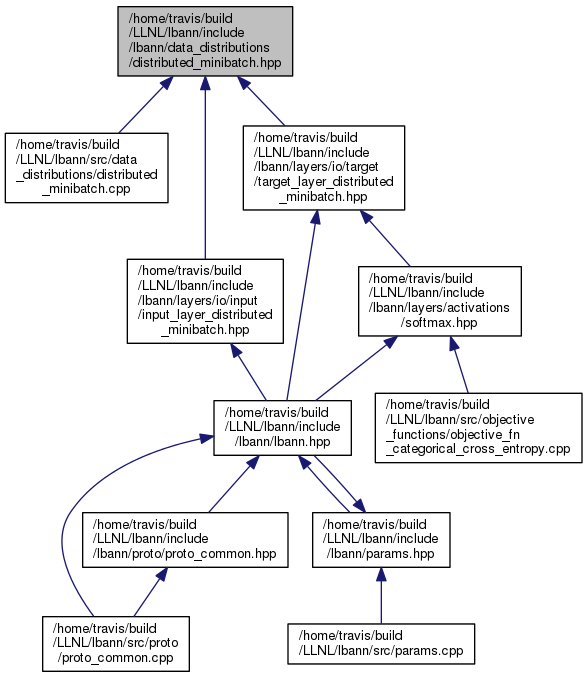 /home/travis/build
/LLNL/lbann/include
/lbann/data_distributions
/distributed_minibatch.hpp
/home/travis/build
/LLNL/lbann/src/data
_distributions/distributed
_minibatch.cpp
/home/travis/build
/LLNL/lbann/include
/lbann/layers/io/target
/target_layer_distributed
_minibatch.hpp
/home/travis/build
/LLNL/lbann/include
/lbann/layers/io/input
/input_layer_distributed
_minibatch.hpp
/home/travis/build
/LLNL/lbann/include
/lbann/layers/activations
/softmax.hpp
/home/travis/build
/LLNL/lbann/include
/lbann/lbann.hpp
/home/travis/build
/LLNL/lbann/src/objective
_functions/objective_fn
_categorical_cross_entropy.cpp
/home/travis/build
/LLNL/lbann/include
/lbann/proto/proto_common.hpp
/home/travis/build
/LLNL/lbann/include
/lbann/params.hpp
/home/travis/build
/LLNL/lbann/src/proto
/proto_common.cpp
/home/travis/build
/LLNL/lbann/src/params.cpp